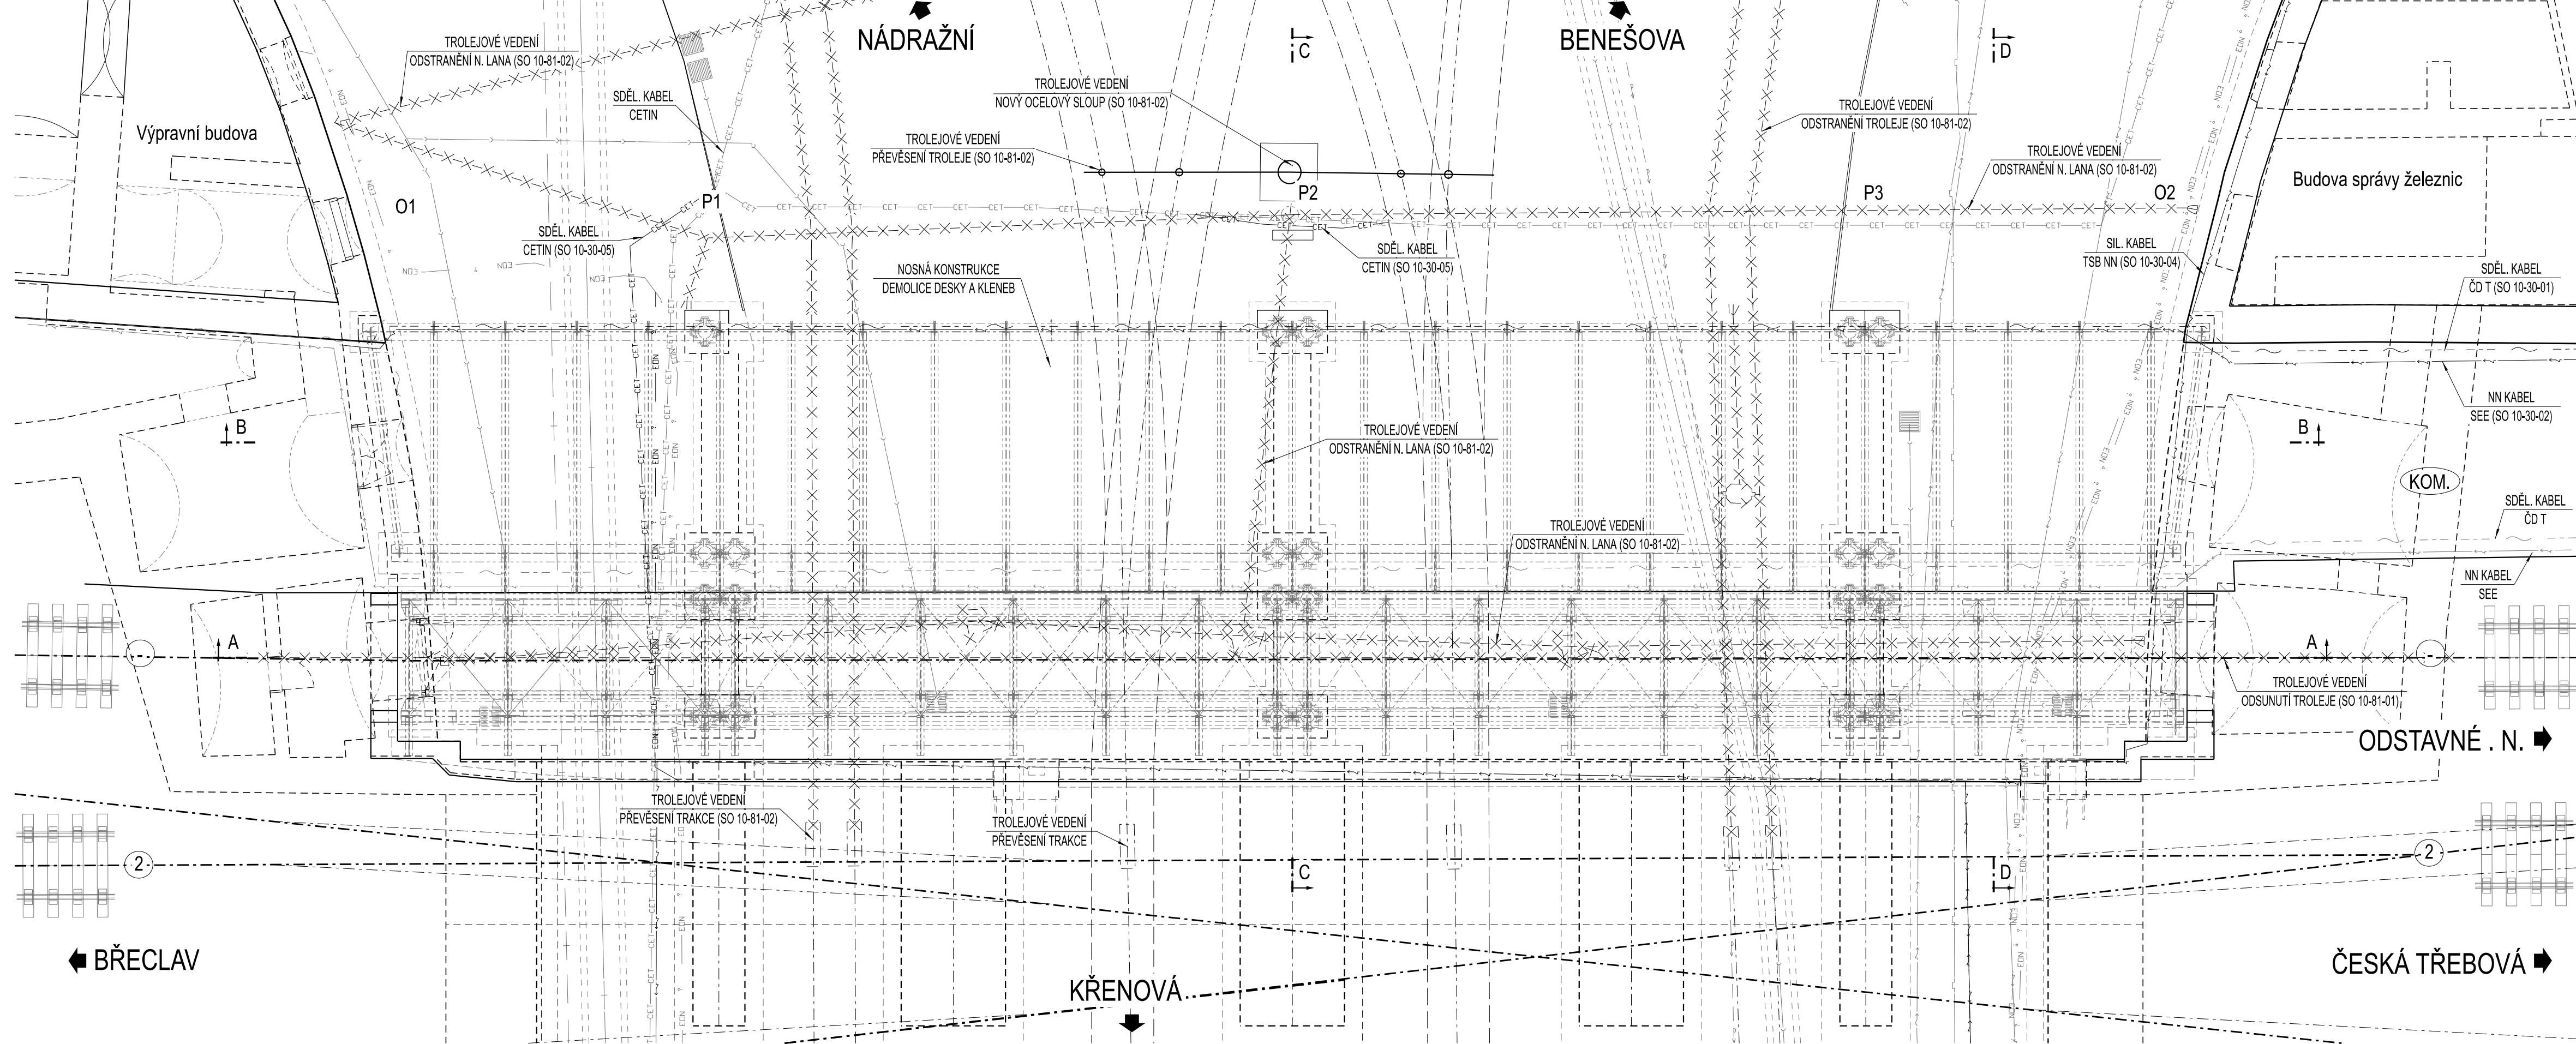 NÁDRAŽNÍ
BENEŠOVA
TROLEJOVÉ VEDENÍ
ODSTRANĚNÍ N. LANA (SO 10-81-02)
C
D
SDĚL. KABEL
CETIN
TROLEJOVÉ VEDENÍ
NOVÝ OCELOVÝ SLOUP (SO 10-81-02)
TROLEJOVÉ VEDENÍ
ODSTRANĚNÍ TROLEJE (SO 10-81-02)
Výpravní budova
TROLEJOVÉ VEDENÍ
PŘEVĚSENÍ TROLEJE (SO 10-81-02)
TROLEJOVÉ VEDENÍ
ODSTRANĚNÍ N. LANA (SO 10-81-02)
Budova správy železnic
O1
P1
P2
P3
O2
SDĚL. KABEL
CETIN (SO 10-30-05)
SDĚL. KABEL
CETIN (SO 10-30-05)
SIL. KABEL
TSB NN (SO 10-30-04)
NOSNÁ KONSTRUKCE
DEMOLICE DESKY A KLENEB
SDĚL. KABEL
ČD T (SO 10-30-01)
NN KABEL
SEE (SO 10-30-02)
B
B
TROLEJOVÉ VEDENÍ
ODSTRANĚNÍ N. LANA (SO 10-81-02)
KOM.
SDĚL. KABEL
ČD T
TROLEJOVÉ VEDENÍ
ODSTRANĚNÍ N. LANA (SO 10-81-02)
NN KABEL
SEE
A
A
TROLEJOVÉ VEDENÍ
ODSUNUTÍ TROLEJE (SO 10-81-01)
ODSTAVNÉ . N.
TROLEJOVÉ VEDENÍ
PŘEVĚSENÍ TRAKCE (SO 10-81-02)
TROLEJOVÉ VEDENÍ
PŘEVĚSENÍ TRAKCE
2
C
D
2
BŘECLAV
KŘENOVÁ
ČESKÁ TŘEBOVÁ